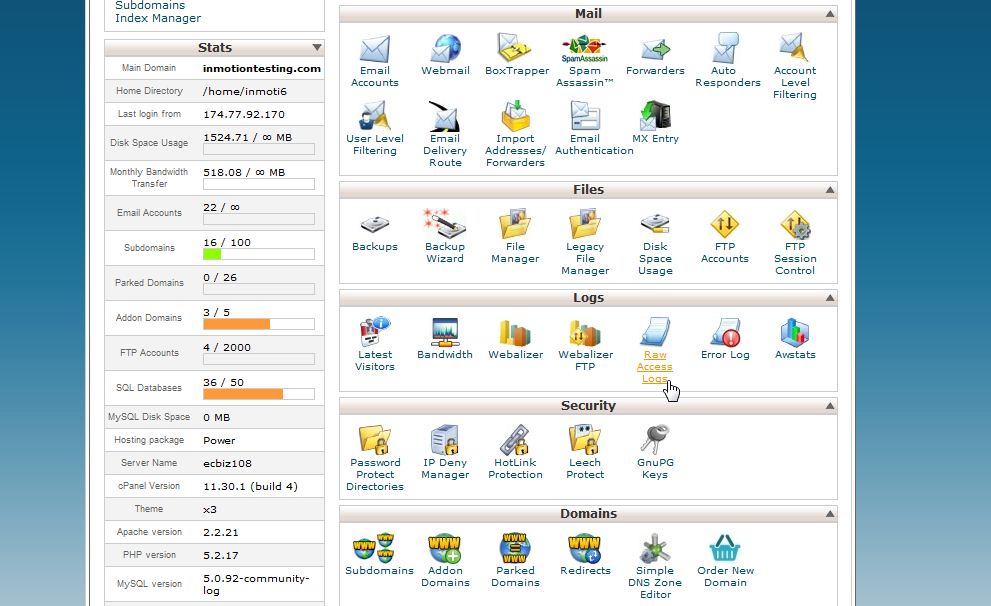 Subdomains
Index Manager
Stats
Main Domain inmotiontesting.com
Home Directory /home/inmoti6
Last login from 174.77.92.170
Disk Space Usage 1524.71 / ∞ MB
Monthly Bandwidth
Transfer 518.08 / ∞ MB
Email Accounts 22 / ∞
Subdomains 16 / 100
Parked Domains 0 / 26
Addon Domains 3 / 5
FTP Accounts 4 / 2000
SQL Databases 36 / 50
MySQL Disk Space 0 MB
Hosting package Power
Server Name ecbiz108
cPanel Version 11.30.1 (build 4)
Theme x3
Apache version 2.2.21
PHP version 5.2.17
MySQL version 5.0.92-community-
log
Mail
Email
Accounts
Webmail
BoxTrapper
SpamAssassin
Spam
Assassin™
Forwarders
Auto
Responders
Account
Level
Filtering
User Level
Filtering
Email
Delivery
Route
Import
Addresses/
Forwarders
Email
Authentication
MX Entry
Files
Backups
Backup
Wizard
File
Manager
Legacy
File
Manager
Disk
Space
Usage
FTP
Accounts
FTP
Session
Control
Logs
Latest
Visitors
Bandwidth
Webalizer
Webalizer
FTP
Raw
Access
Logs
Error Log
Awstats
Security
Password
Protect
Directories
IP Deny
Manager
HotLink
Protection
Leech
Protect
GnuPG
Keys
Domains
WWW
Subdomains
WWW
Addon
Domains
WWW
WWW
Parked
Domains
WWW
Redirects
Simple
DNS Zone
Editor
Order New
Domain